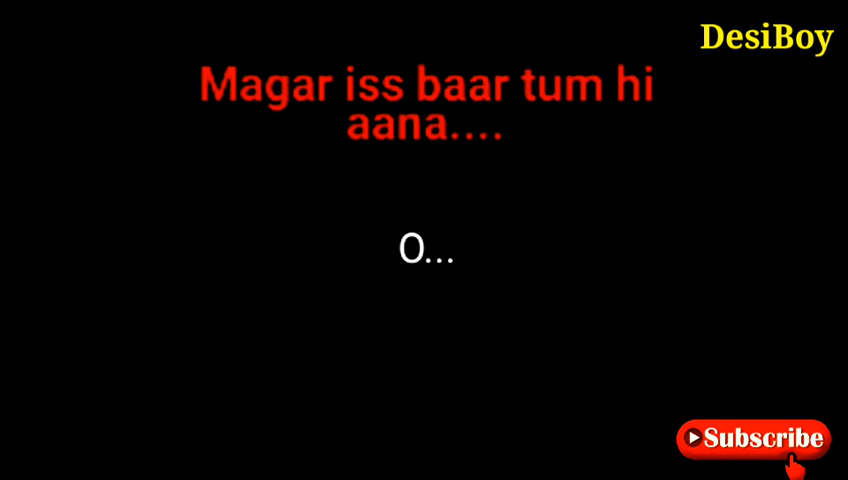 DesiBoy
Magar iss baar tum hi
aana....
O...
Subscribe